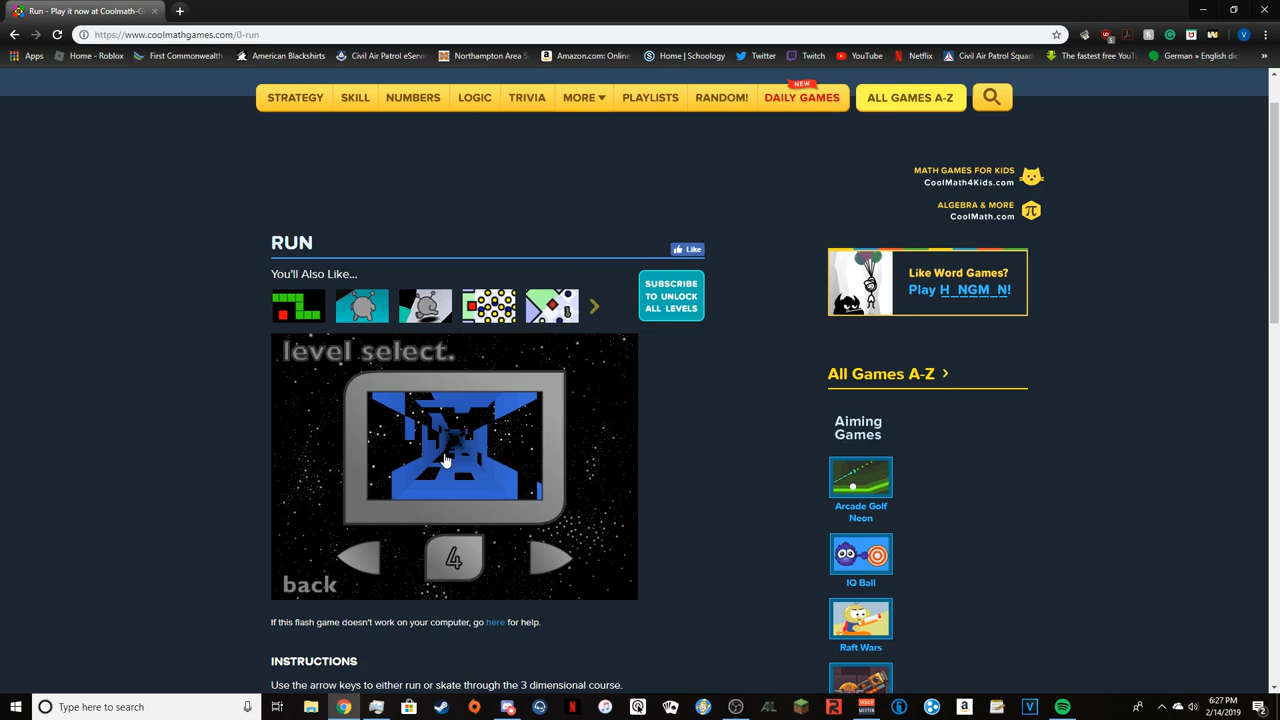 Run - Play it now at Coolmath-G
https://www.coolmathgames.com/0-run
Apps
Home - Roblox
First Commonwealth
American Blackshirts
Civil Air Patrol eServ
Northampton Area S
Amazon.com: Online
Home | Schoology
Twitter
Twitch
YouTube
Netflix
Civil Air Patrol Squad
The fastest free YouT
German » English dic
NEW
STRATEGY SKILL NUMBERS LOGIC TRIVIA MORE PLAYLISTS RANDOM! DAILY GAMES ALL GAMES A-Z
MATH GAMES FOR KIDS
CoolMath4Kids.com
ALGEBRA & MORE
CoolMath.com
π
RUN
Like
You'll Also Like...
SUBSCRIBE
TO UNLOCK
ALL LEVELS
Like Word Games?
Play H_NGM_N!
level select.
4
back
All Games A-Z >
Aiming
Games
Arcade Golf
Neon
IQ Ball
Raft Wars
If this flash game doesn't work on your computer, go here for help.
INSTRUCTIONS
Use the arrow keys to either run or skate through the 3 dimensional course.
Type here to search
6:27 PM
2/14/2019